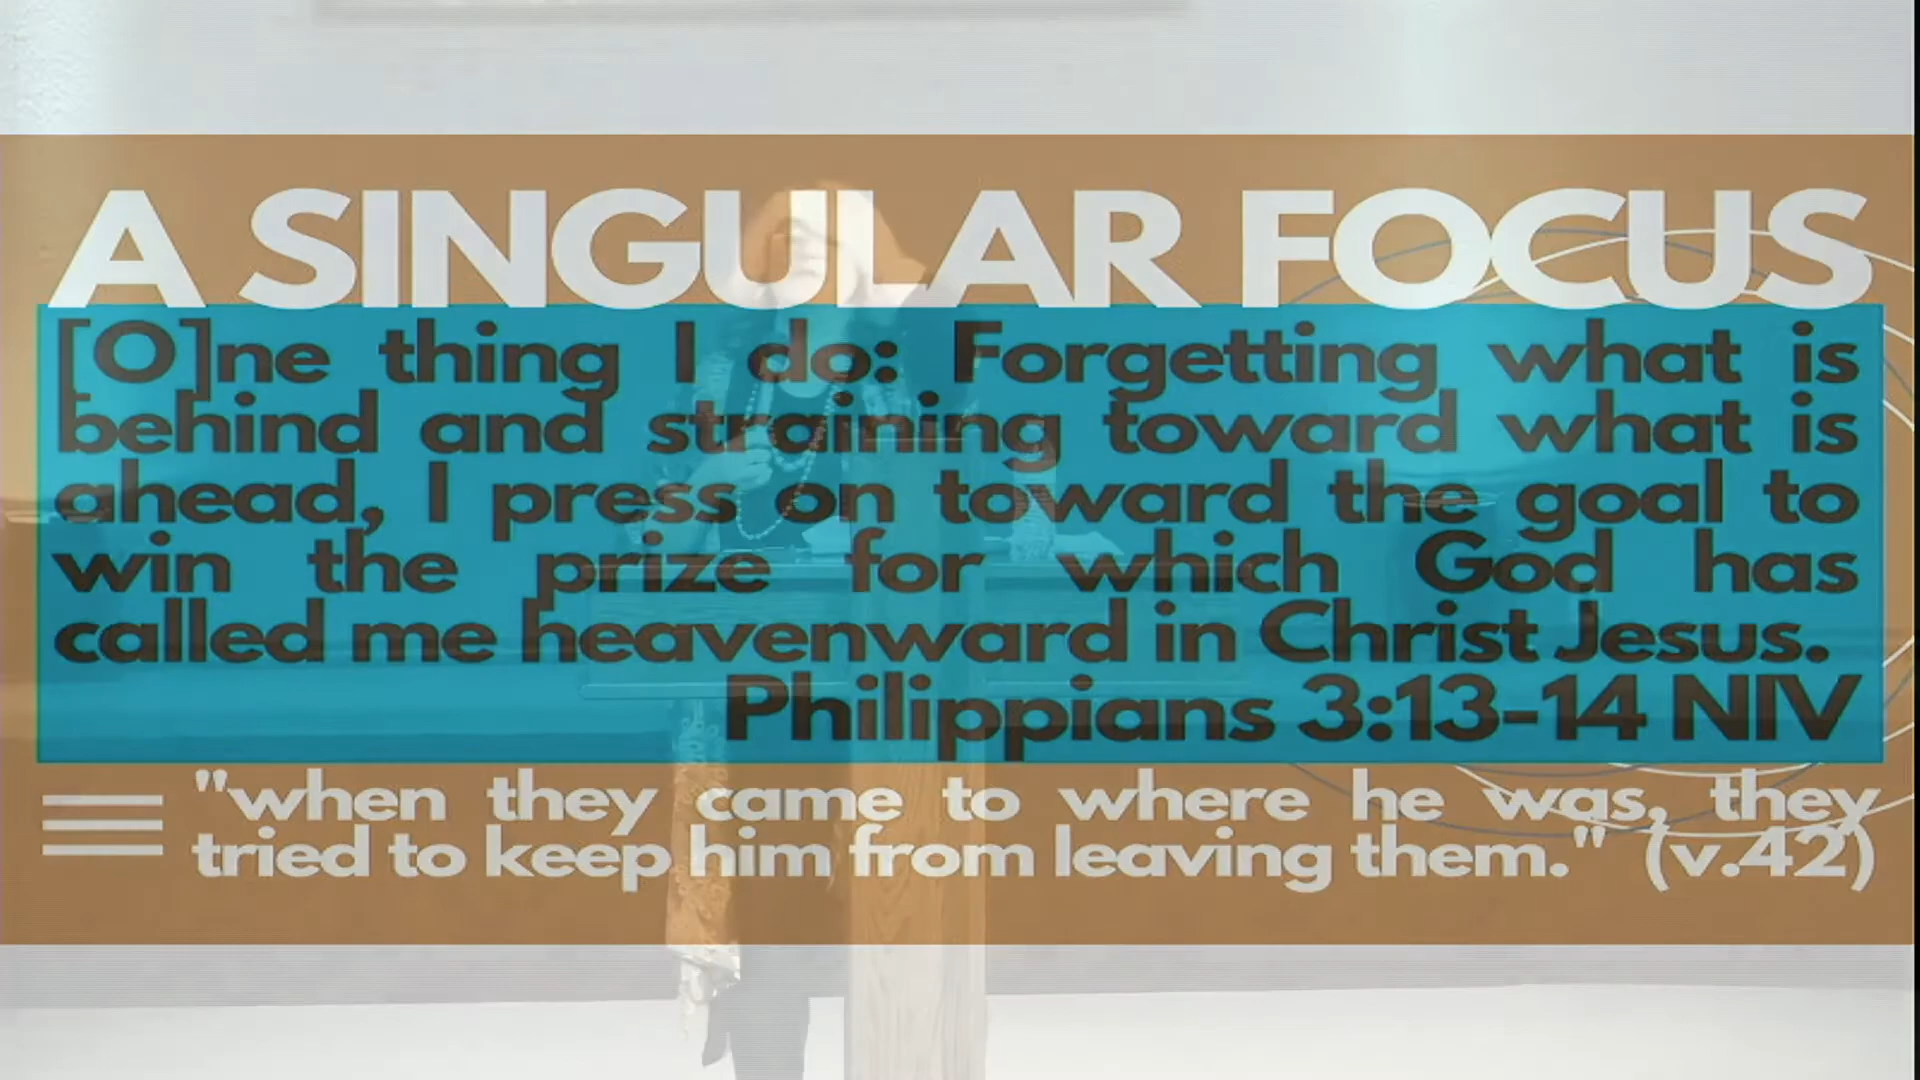 A SINGULAR FOCUS
[O]ne thing I do: Forgetting what is
behind and straining toward what is
ahead, I press on toward the goal to
win the prize for which God has
called me heavenward in Christ Jesus.
Philippians 3:13-14 NIV
"when they came to where he was, they
tried to keep him from leaving them." (v.42)